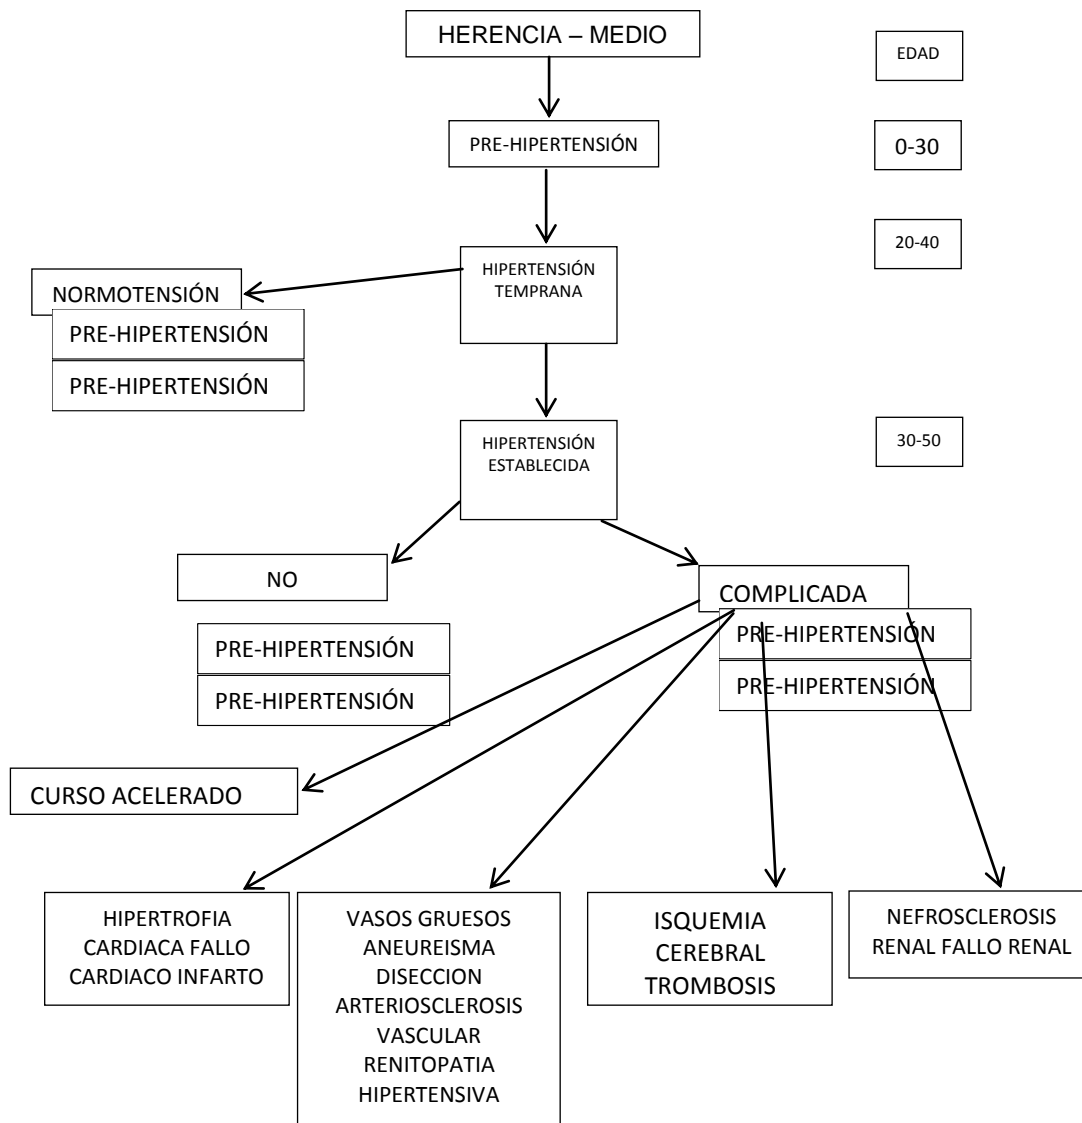 HERENCIA – MEDIO
EDAD
PRE-HIPERTENSIÓN
0-30
20-40
HIPERTENSIÓN
TEMPRANA
NORMOTENSIÓN
PRE-HIPERTENSIÓN
PRE-HIPERTENSIÓN
HIPERTENSIÓN
ESTABLECIDA
30-50
NO
COMPLICADA
PRE-HIPERTENSIÓN
PRE-HIPERTENSIÓN
PRE-HIPERTENSIÓN
PRE-HIPERTENSIÓN
CURSO ACELERADO
HIPERTROFIA
CARDIACA FALLO
CARDIACO INFARTO
VASOS GRUESOS
ANEUREISMA
DISECCION
ARTERIOSCLEROSIS
VASCULAR
RENITOPATIA
HIPERTENSIVA
ISQUEMIA
CEREBRAL
TROMBOSIS
NEFROSCLEROSIS
RENAL FALLO RENAL